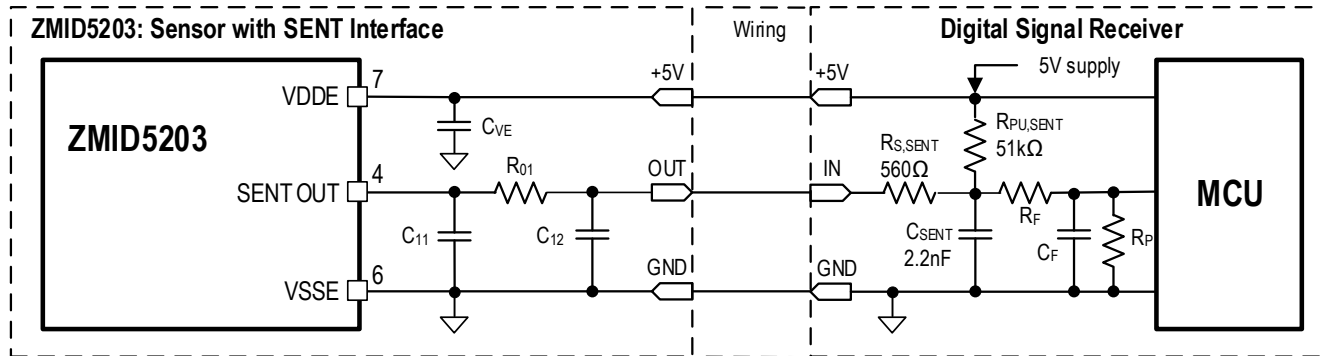 ZMID5203: Sensor with SENT Interface
Wiring
Digital Signal Receiver
ZMID5203
VDDE
7
+5V
+5V
5V supply
CVE
RPU,SENT
51kΩ
RS,SENT
560Ω
SENT OUT
4
R01
OUT
IN
MCU
C11
C12
CSENT
2.2nF
RF
CF
RP
VSSE
6
GND
GND